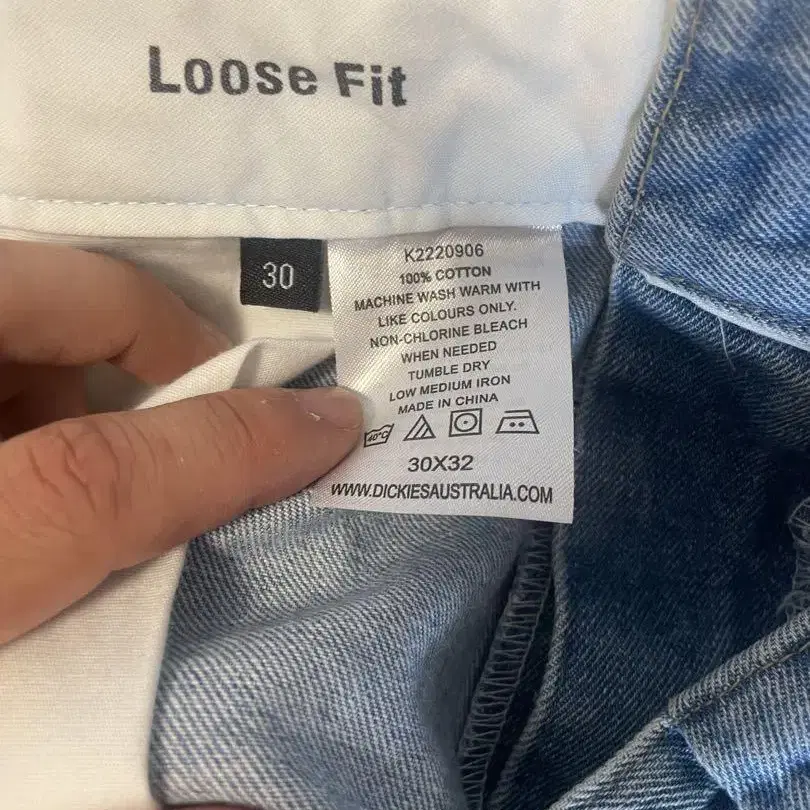 Loose Fit
30
K2220906
100% COTTON
MACHINE WASH WARM WITH
LIKE COLOURS ONLY.
NON-CHLORINE BLEACH
WHEN NEEDED
TUMBLE DRY
LOW MEDIUM IRON
MADE IN CHINA
40°C
30X32
WWW.DICKIESAUSTRALIA.COM